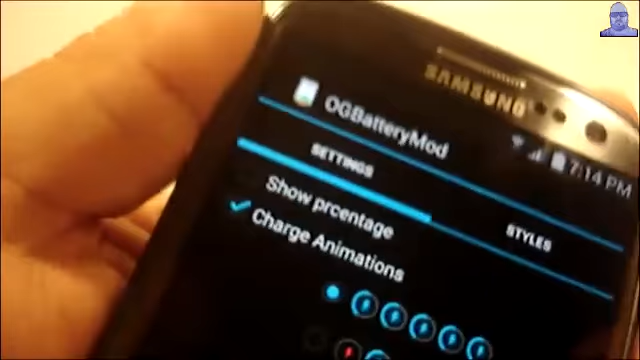 SAMSUNG
7:14 PM
OGBatteryMod
SETTINGS
STYLES
Show prcentage
Charge Animations